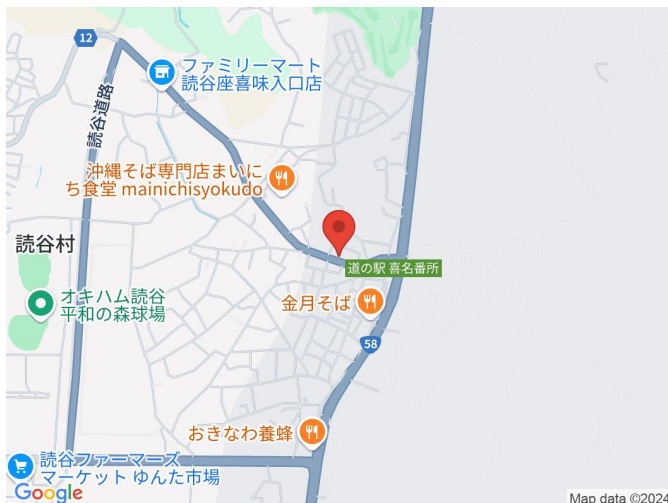 12
ファミリーマート
読谷座喜味入口店
読谷道路
沖縄そば専門店まいに
ち食堂 mainichisyokudo
読谷村
道の駅 喜名番所
オキハム読谷
平和の森球場
金月そば
58
おきなわ養蜂
読谷ファーマーズ
マーケット ゆんた市場
Google
Map data ©2024